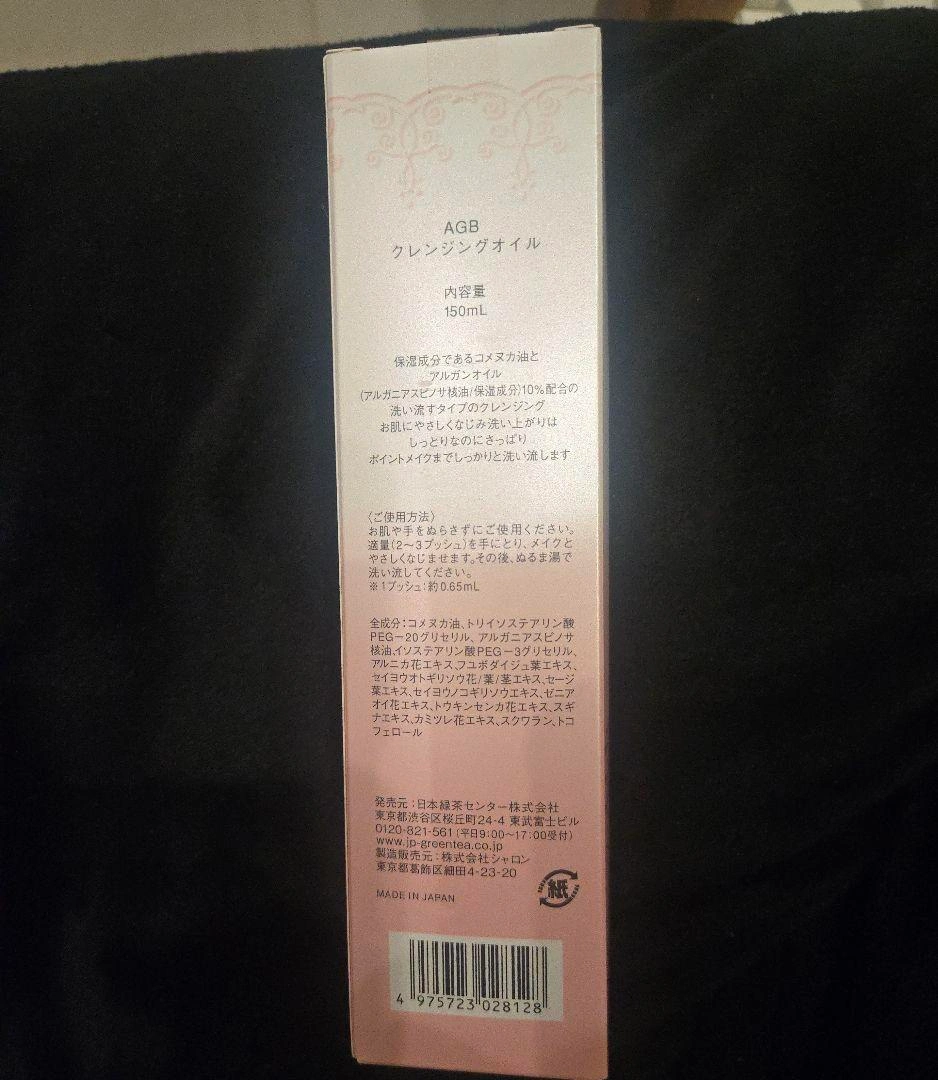 AGB
クレンジングオイル
内容量
150mL
保湿成分であるコメヌカ油と
アルガンオイル
(アルガニアスピノサ核油/保湿成分)10%配合の
洗い流すタイプのクレンジング
お肌にやさしくなじみ洗い上がりは
しっとりなのにさっぱり
ポイントメイクまでしっかりと洗い流します
〈ご使用方法〉
お肌や手をぬらさずにご使用ください。
適量(2〜3プッシュ)を手にとり、メイクと
やさしくなじませます。その後、ぬるま湯で
洗い流してください。
※1プッシュ:約0.65mL
全成分:コメヌカ油、トリイソステアリン酸
PEG−20グリセリル、アルガニアスピノサ
核油、イソステアリン酸PEG−3グリセリル、
アルニカ花エキス、フユボダイジュ葉エキス、
セイヨウオトギリソウ花/葉/茎エキス、セージ
葉エキス、セイヨウノコギリソウエキス、ゼニア
オイ花エキス、トウキンセンカ花エキス、スギ
ナエキス、カミツレ花エキス、スクワラン、トコ
フェロール
発売元:日本緑茶センター株式会社
東京都渋谷区桜丘町24-4 東武富士ビル
0120-821-561(平日9:00〜17:00受付)
www.jp-greentea.co.jp
製造販売元:株式会社シャロン
東京都葛飾区細田4-23-20
紙
MADE IN JAPAN
4 975723 028128